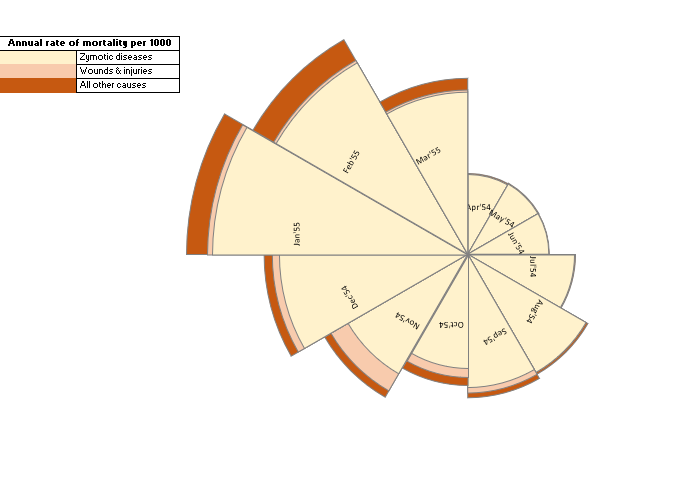 Annual rate of mortality per 1000
Zymotic diseases
Wounds & injuries
All other causes
Apr'54
May'54
Jun'54
Jul'54
Aug'54
Sep'54
Oct'54
Nov'54
Dec'54
Jan'55
Feb'55
Mar'55